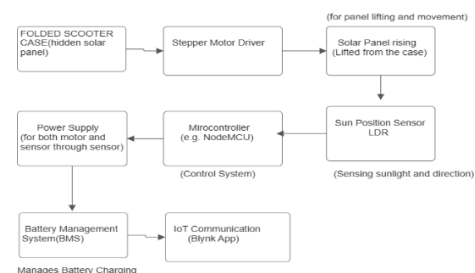 (for panel lifting and movement)
FOLDED SCOOTER
CASE(hidden solar
panel)
Stepper Motor Driver
Solar Panel rising
(Lifted from the case)
Power Supply
(for both motor and
sensor through sensor)
Mirocontroller
(e.g. NodeMCU)
Sun Position Sensor
LDR
(Control System)
(Sensing sunlight and direction)
Battery Management
System(BMS)
IoT Communication
(Blynk App)
Manages Battery Charging